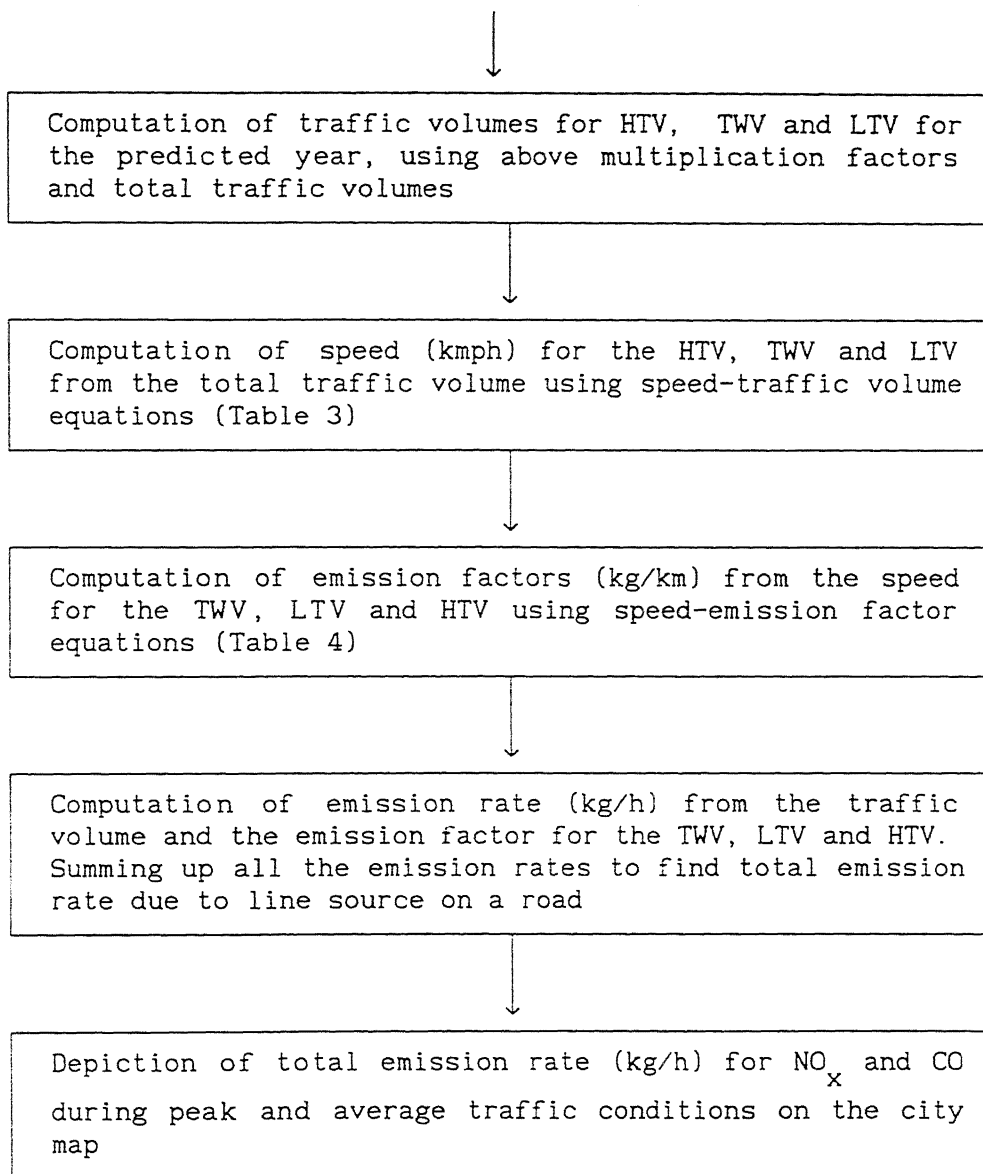 Computation of traffic volumes for HTV, TWV and LTV for
the predicted year, using above multiplication factors
and total traffic volumes
Computation of speed (kmph) for the HTV, TWV and LTV
from the total traffic volume using speed-traffic volume
equations (Table 3)
Computation of emission factors (kg/km) from the speed
for the TWV, LTV and HTV using speed-emission factor
equations (Table 4)
Computation of emission rate (kg/h) from the traffic
volume and the emission factor for the TWV, LTV and HTV.
Summing up all the emission rates to find total emission
rate due to line source on a road
Depiction of total emission rate (kg/h) for NOx and CO
during peak and average traffic conditions on the city
map